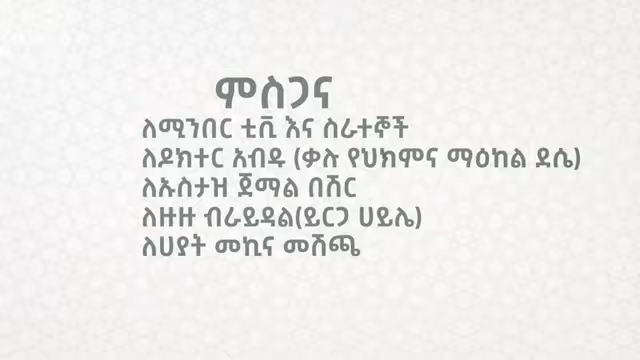 ምስጋና
ለሚንበር ቲቪ እና ስራተኞች
ለዶክተር አብዱ (ቃሉ የህክምና ማዕከል ደሴ)
ለኡስታዝ ጀማል በሽር
ለዙዙ ብራይዳል(ይርጋ ሀይሌ)
ለሀያት መኪና መሸጫ